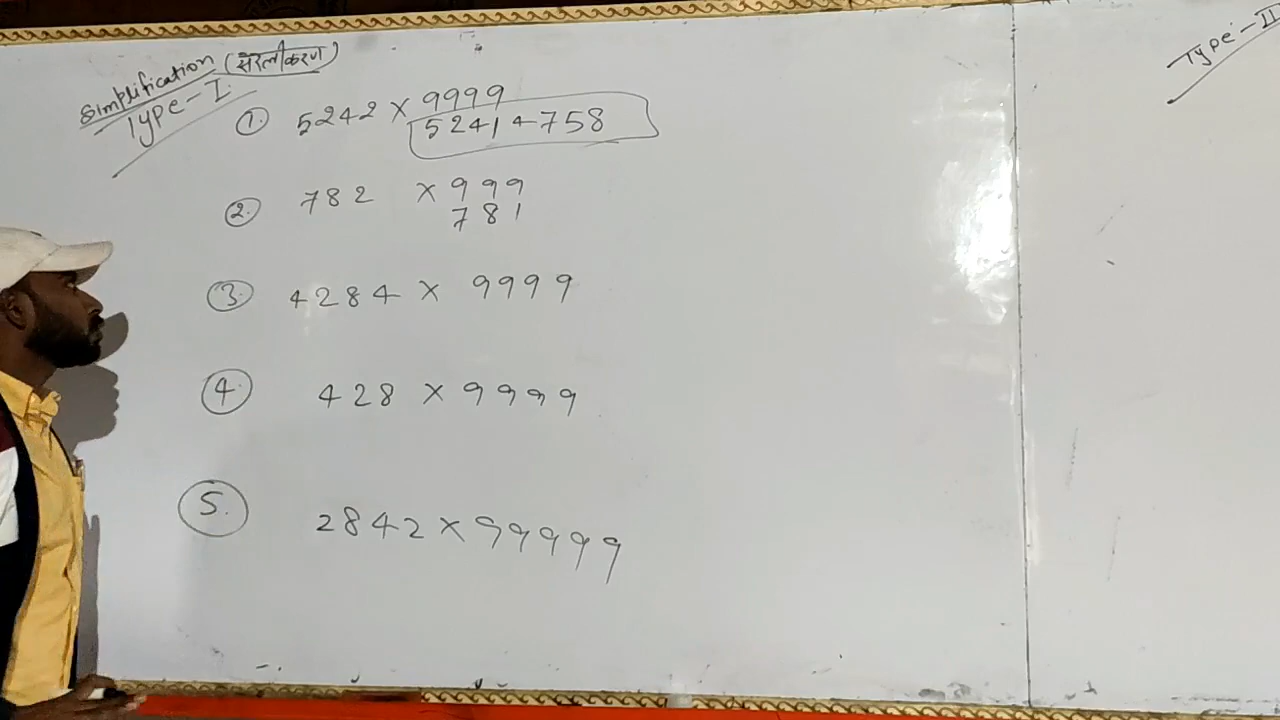 Simplification (सरलीकरण)
Type-I
1. 5242 × 9999
52414758
2. 782 × 999
781
3. 4284 × 9999
4. 428 × 9999
5. 2842 × 99999
Type-II